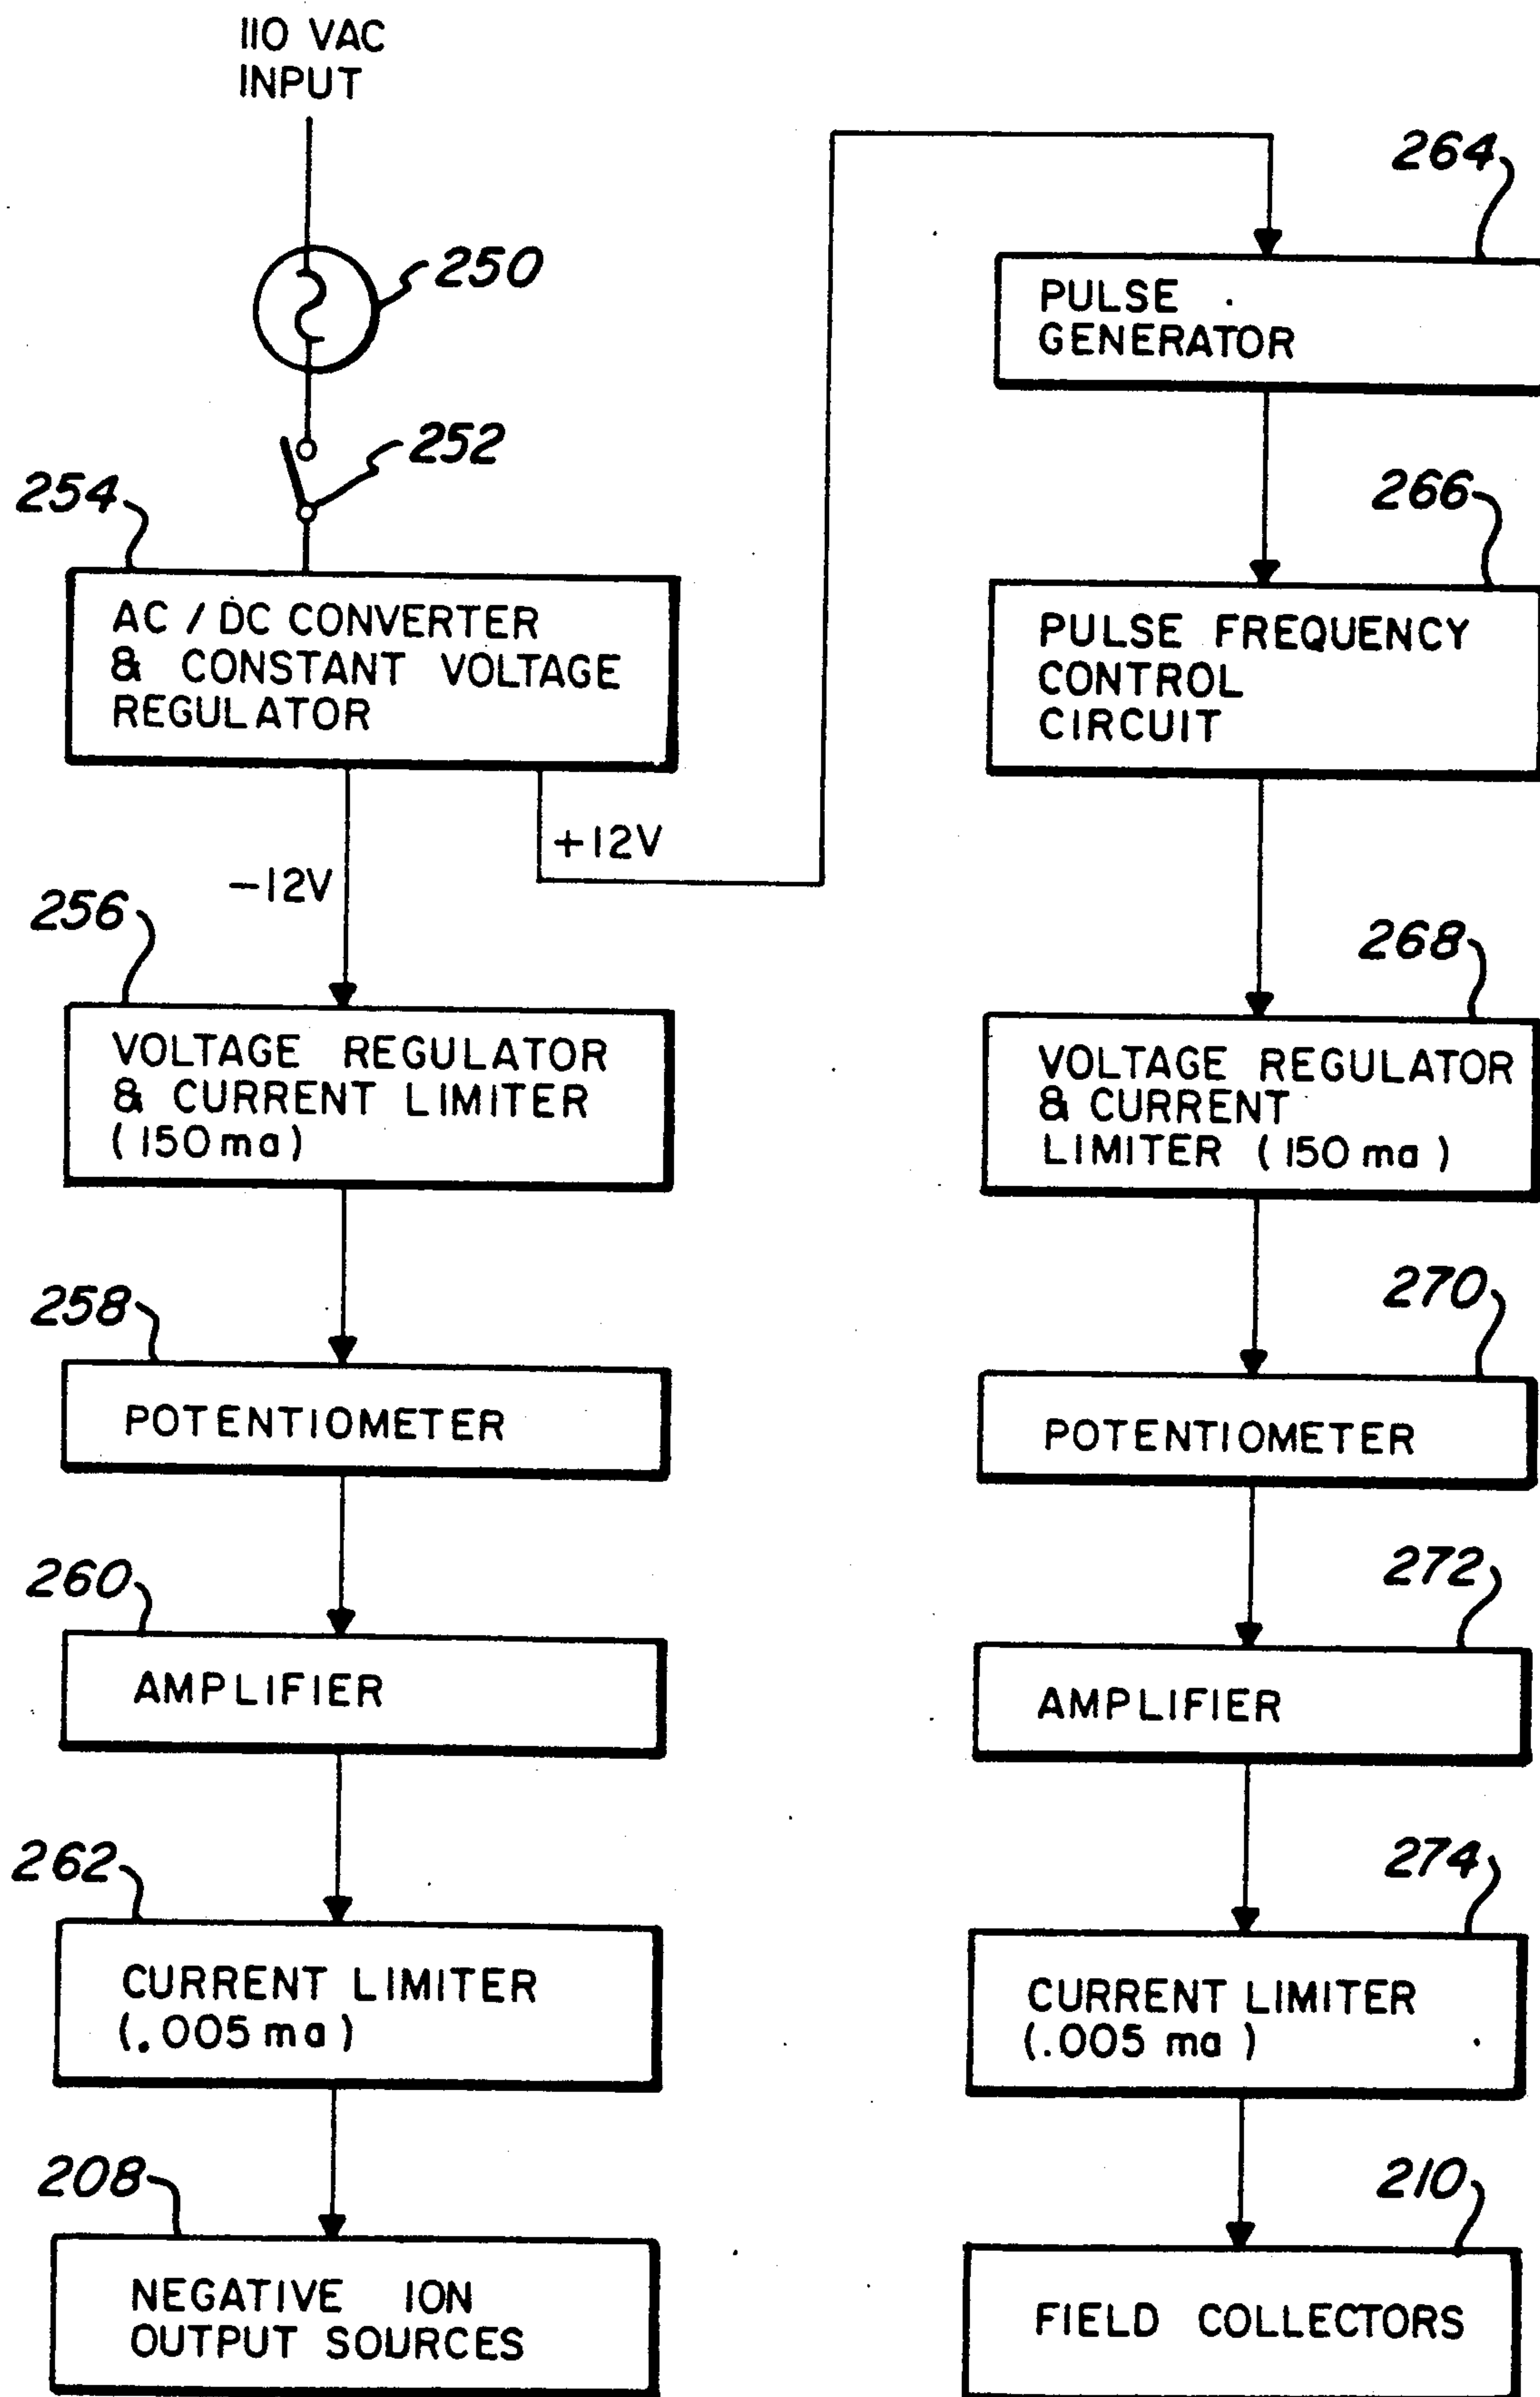 110 VAC
INPUT
250
252
254
AC / DC CONVERTER
& CONSTANT VOLTAGE
REGULATOR
-12V
+12V
256
VOLTAGE REGULATOR
& CURRENT LIMITER
(150 ma)
258
POTENTIOMETER
260
AMPLIFIER
262
CURRENT LIMITER
(.005 ma)
208
NEGATIVE ION
OUTPUT SOURCES
264
PULSE
GENERATOR
266
PULSE FREQUENCY
CONTROL
CIRCUIT
268
VOLTAGE REGULATOR
& CURRENT
LIMITER (150 ma)
270
POTENTIOMETER
272
AMPLIFIER
274
CURRENT LIMITER
(.005 ma)
210
FIELD COLLECTORS